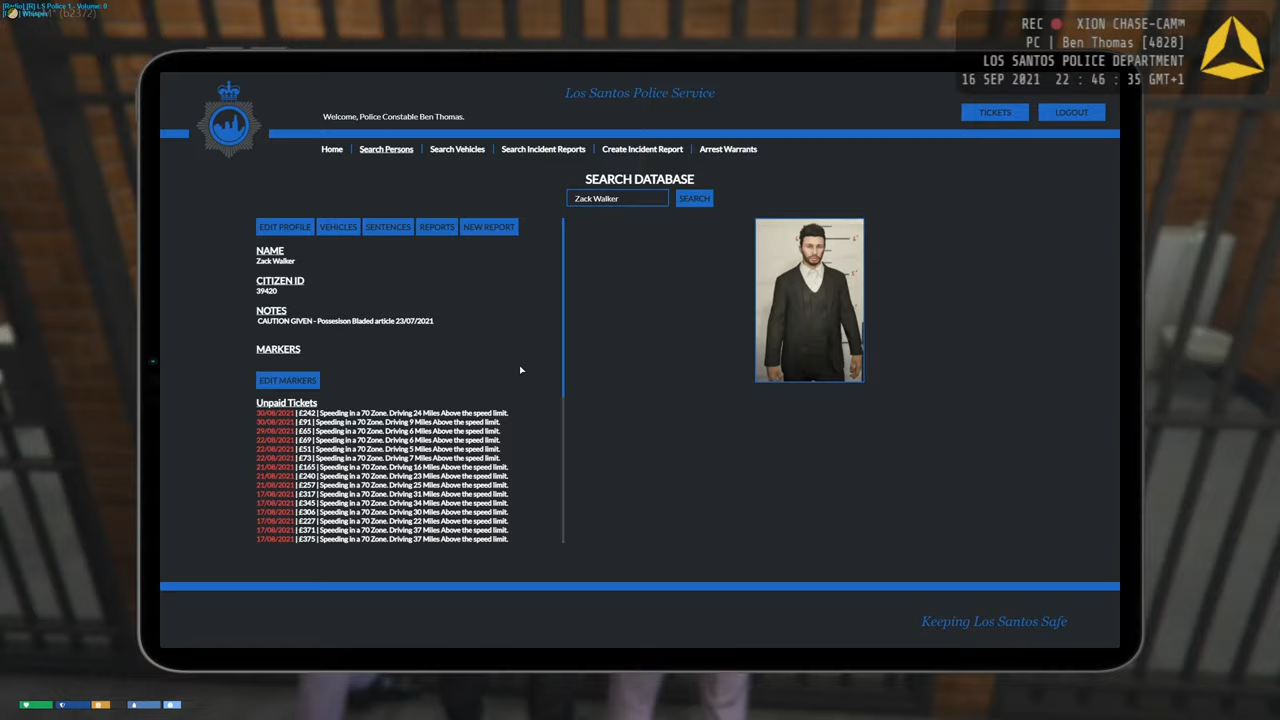 [Radio] [R] LS Police 1 - Volume: 0
Whisper
(b2372)
REC XION CHASE-CAM™
PC | Ben Thomas [4828]
LOS SANTOS POLICE DEPARTMENT
16 SEP 2021 22 : 46 : 35 GMT+1
Los Santos Police Service
Welcome, Police Constable Ben Thomas.
TICKETS
LOGOUT
Home | Search Persons | Search Vehicles | Search Incident Reports | Create Incident Report | Arrest Warrants
SEARCH DATABASE
Zack Walker
SEARCH
EDIT PROFILE
VEHICLES
SENTENCES
REPORTS
NEW REPORT
NAME
Zack Walker
CITIZEN ID
39420
NOTES
CAUTION GIVEN - Possesison Bladed article 23/07/2021
MARKERS
EDIT MARKERS
Unpaid Tickets
30/08/2021 | £242 | Speeding in a 70 Zone. Driving 24 Miles Above the speed limit.
30/08/2021 | £91 | Speeding in a 70 Zone. Driving 9 Miles Above the speed limit.
29/08/2021 | £65 | Speeding in a 70 Zone. Driving 6 Miles Above the speed limit.
22/08/2021 | £69 | Speeding in a 70 Zone. Driving 6 Miles Above the speed limit.
22/08/2021 | £51 | Speeding in a 70 Zone. Driving 5 Miles Above the speed limit.
22/08/2021 | £73 | Speeding in a 70 Zone. Driving 7 Miles Above the speed limit.
21/08/2021 | £165 | Speeding in a 70 Zone. Driving 16 Miles Above the speed limit.
21/08/2021 | £240 | Speeding in a 70 Zone. Driving 23 Miles Above the speed limit.
21/08/2021 | £257 | Speeding in a 70 Zone. Driving 25 Miles Above the speed limit.
17/08/2021 | £317 | Speeding in a 70 Zone. Driving 31 Miles Above the speed limit.
17/08/2021 | £345 | Speeding in a 70 Zone. Driving 34 Miles Above the speed limit.
17/08/2021 | £306 | Speeding in a 70 Zone. Driving 30 Miles Above the speed limit.
17/08/2021 | £227 | Speeding in a 70 Zone. Driving 22 Miles Above the speed limit.
17/08/2021 | £371 | Speeding in a 70 Zone. Driving 37 Miles Above the speed limit.
17/08/2021 | £375 | Speeding in a 70 Zone. Driving 37 Miles Above the speed limit.
Keeping Los Santos Safe